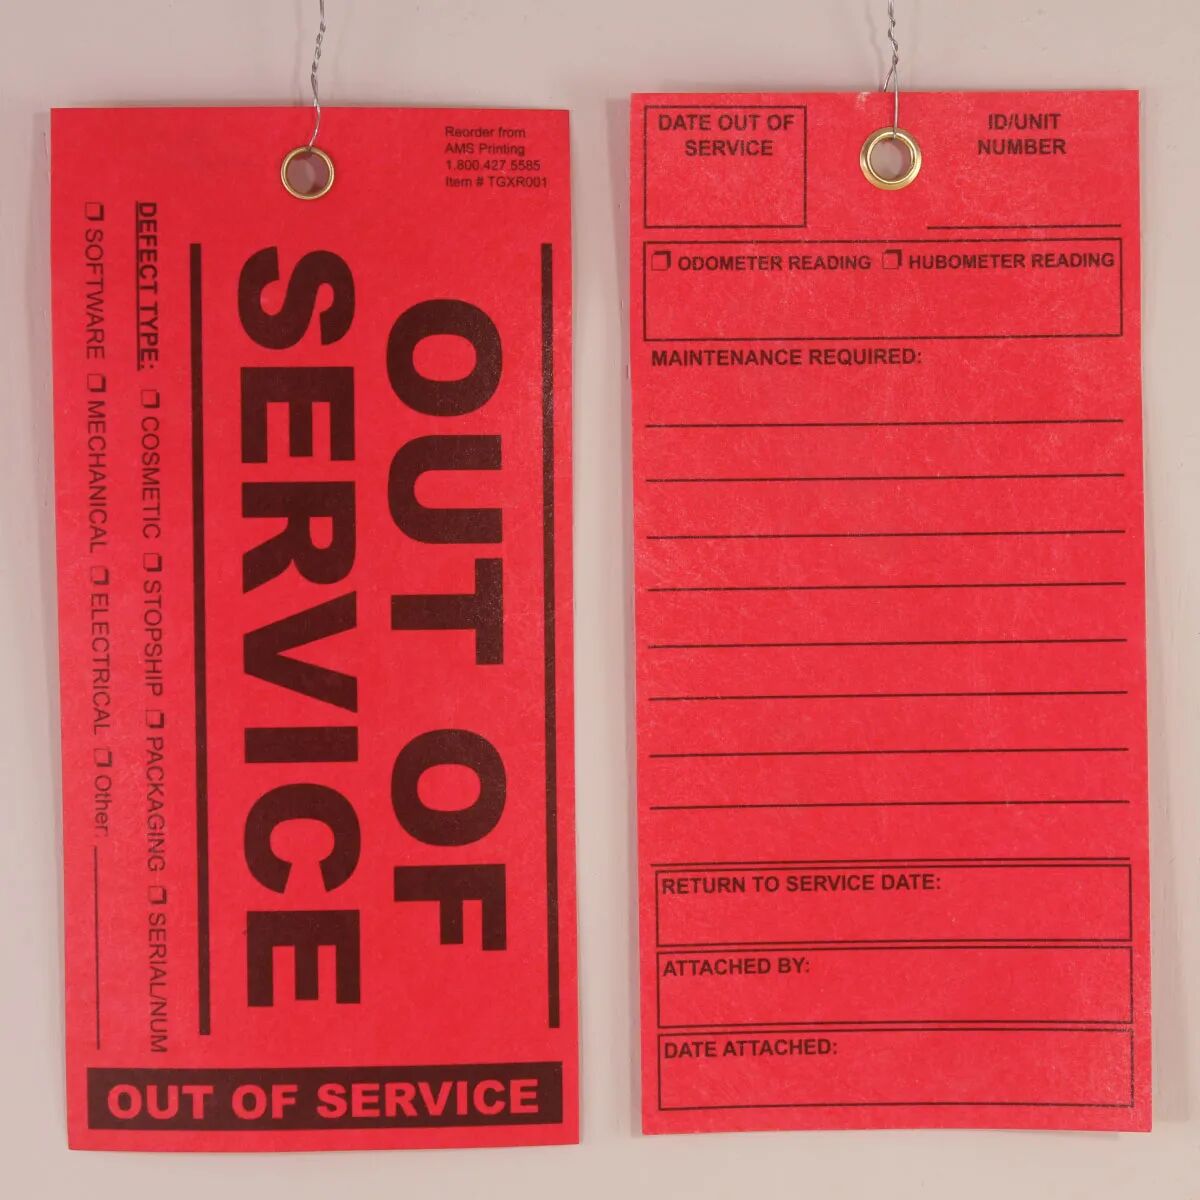 Reorder from
AMS Printing
1.800.427.5585
Item # TGXR001
OUT OF
SERVICE
DEFECT TYPE: ❏ COSMETIC ❏ STOPSHIP ❏ PACKAGING ❏ SERIAL/NUM
❏ SOFTWARE ❏ MECHANICAL ❏ ELECTRICAL ❏ Other:
OUT OF SERVICE
DATE OUT OF
SERVICE
ID/UNIT
NUMBER
❏ ODOMETER READING ❏ HUBOMETER READING
MAINTENANCE REQUIRED:
RETURN TO SERVICE DATE:
ATTACHED BY:
DATE ATTACHED: